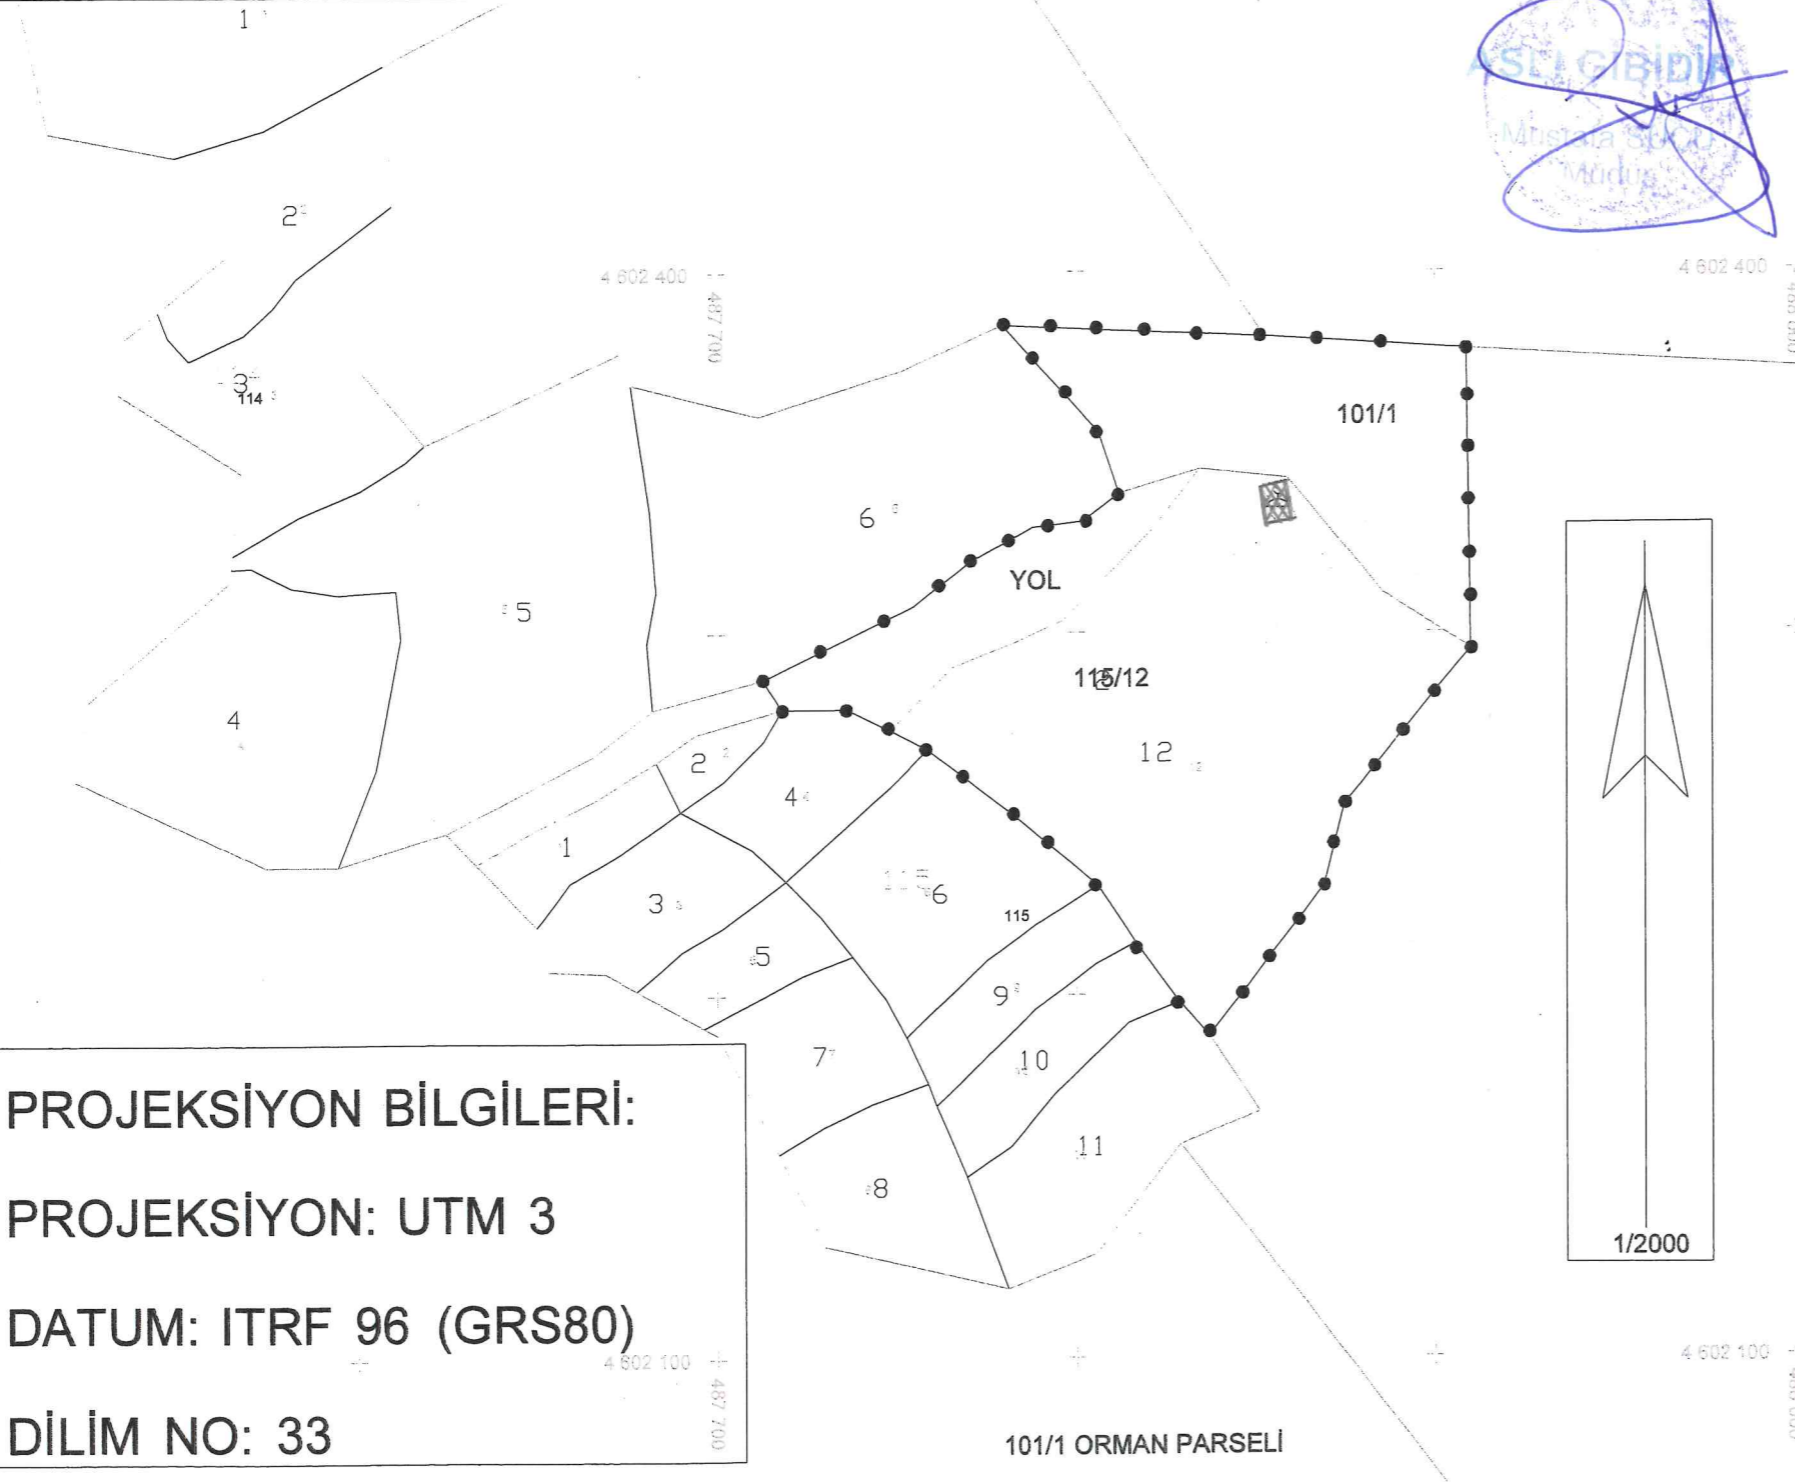 1
ASLI GİBİDİR
Mustafa SUCU
Müdür
2
4 602 400
4 602 400
487 700
3
114
101/1
6
YOL
5
115/12
4
2
12
4
1
3
115
6
115
5
9
7
10
11
8
1/2000
PROJEKSİYON BİLGİLERİ:
PROJEKSİYON: UTM 3
DATUM: ITRF 96 (GRS80)
DİLİM NO: 33
4 602 100
487 700
4 602 100
101/1 ORMAN PARSELİ